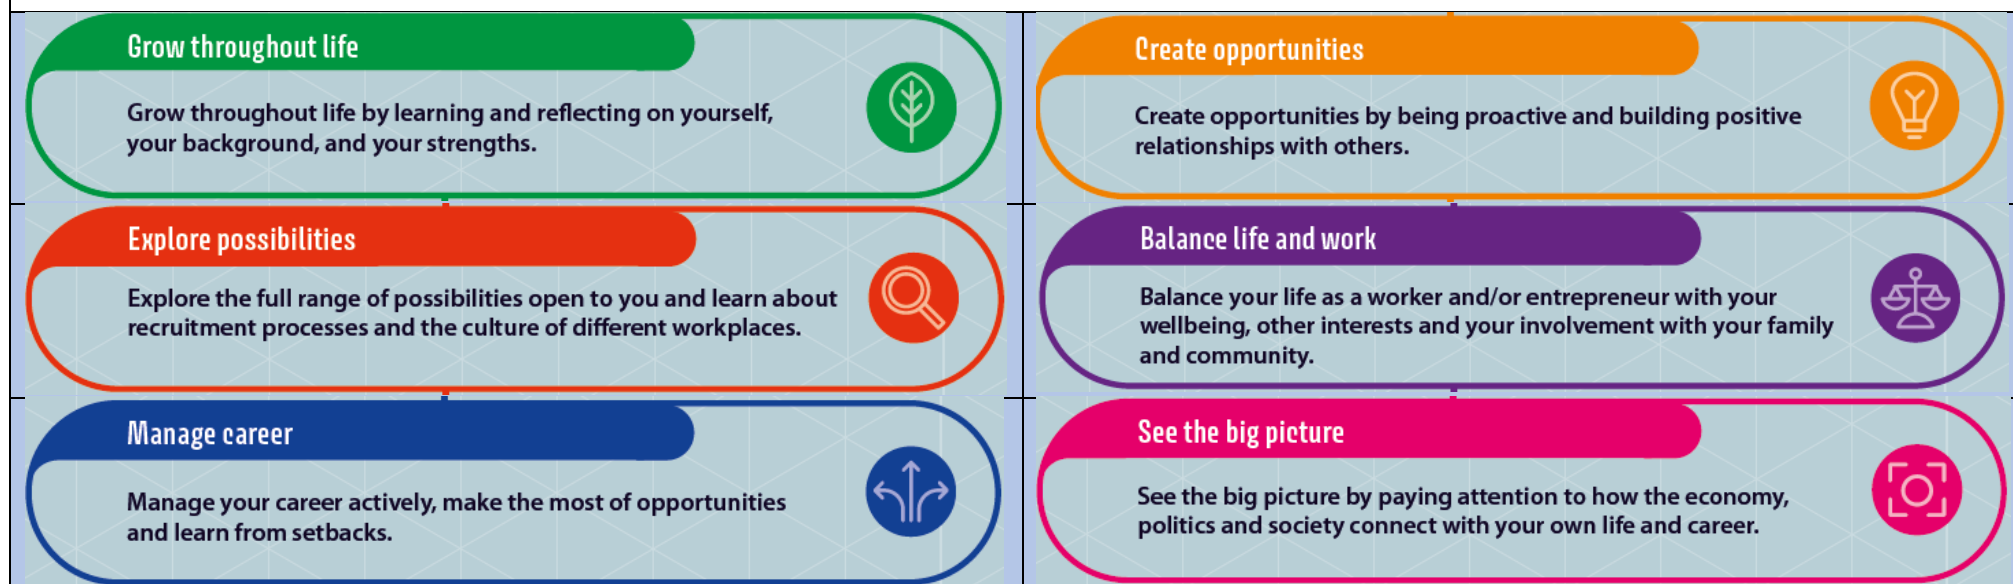 Grow throughout life
Grow throughout life by learning and reflecting on yourself,
your background, and your strengths.
Create opportunities
Create opportunities by being proactive and building positive
relationships with others.
Explore possibilities
Explore the full range of possibilities open to you and learn about
recruitment processes and the culture of different workplaces.
Balance life and work
Balance your life as a worker and/or entrepreneur with your
wellbeing, other interests and your involvement with your family
and community.
Manage career
Manage your career actively, make the most of opportunities
and learn from setbacks.
See the big picture
See the big picture by paying attention to how the economy,
politics and society connect with your own life and career.